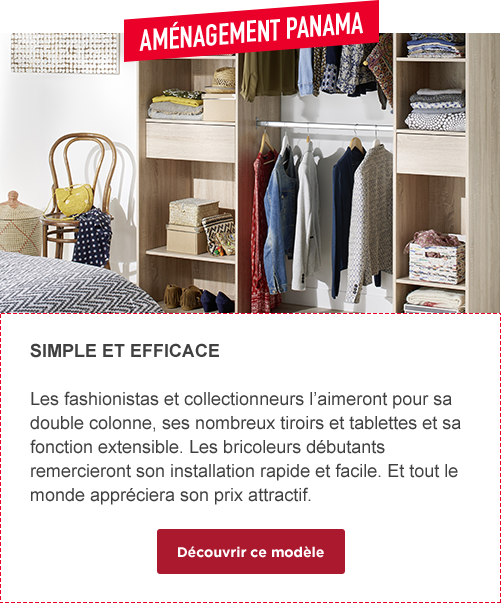 AMÉNAGEMENT PANAMA
SIMPLE ET EFFICACE
Les fashionistas et collectionneurs l’aimeront pour sa
double colonne, ses nombreux tiroirs et tablettes et sa
fonction extensible. Les bricoleurs débutants
remercieront son installation rapide et facile. Et tout le
monde appréciera son prix attractif.
Découvrir ce modèle